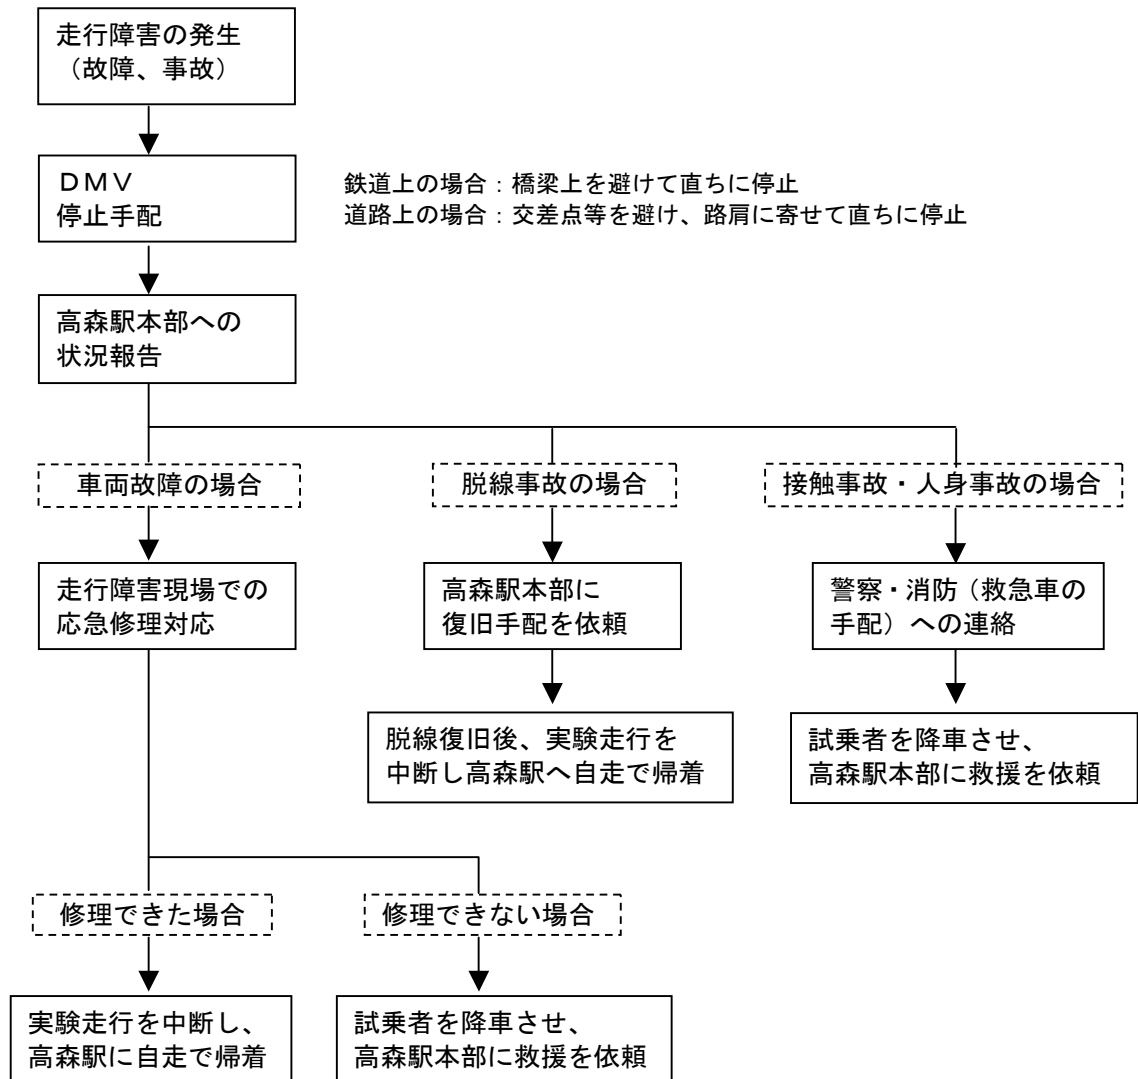 走行障害の発生
（故障、事故）
ＤＭＶ
停止手配
鉄道上の場合：橋梁上を避けて直ちに停止
道路上の場合：交差点等を避け、路肩に寄せて直ちに停止
高森駅本部への
状況報告
車両故障の場合
脱線事故の場合
接触事故・人身事故の場合
走行障害現場での
応急修理対応
高森駅本部に
復旧手配を依頼
警察・消防（救急車の
手配）への連絡
脱線復旧後、実験走行を
中断し高森駅へ自走で帰着
試乗者を降車させ、
高森駅本部に救援を依頼
修理できた場合
修理できない場合
実験走行を中断し、
高森駅に自走で帰着
試乗者を降車させ、
高森駅本部に救援を依頼